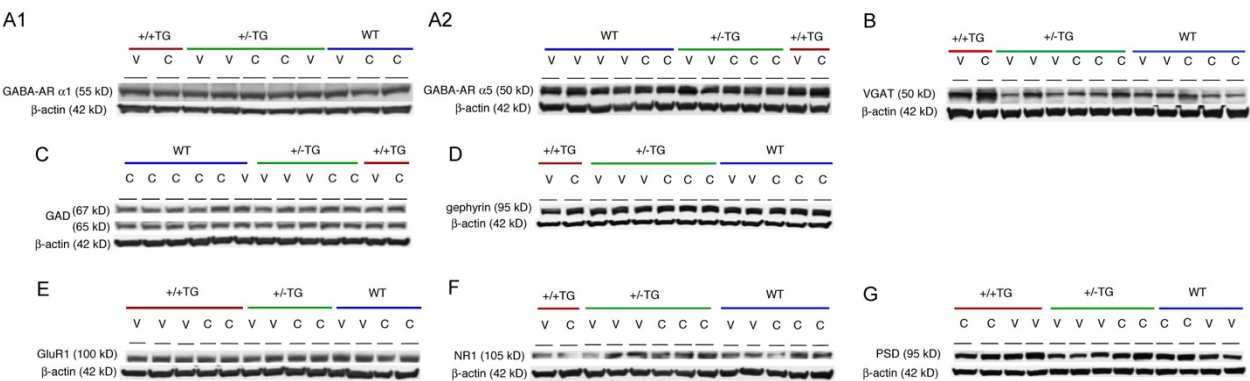 A1
+/+TG +/-TG WT
V C V V C C V V C C
GABA-AR α1 (55 kD)
β-actin (42 kD)
A2
WT +/-TG +/+TG
V V V V C C V V C C C V C
GABA-AR α5 (50 kD)
β-actin (42 kD)
B
+/+TG +/-TG WT
V C V V V C C C V V C C C
VGAT (50 kD)
β-actin (42 kD)
C
WT +/-TG +/+TG
C C C C C V V V V C C V C
GAD (67 kD)
(65 kD)
β-actin (42 kD)
D
+/+TG +/-TG WT
V C V V V C C C V V C C C
gephyrin (95 kD)
β-actin (42 kD)
E
+/+TG +/-TG WT
V V V C C V V C C V V C C
GluR1 (100 kD)
β-actin (42 kD)
F
+/+TG +/-TG WT
V C V V V C C C V V C C C
NR1 (105 kD)
β-actin (42 kD)
G
+/+TG +/-TG WT
C C V V V V V C C C C V V
PSD (95 kD)
β-actin (42 kD)